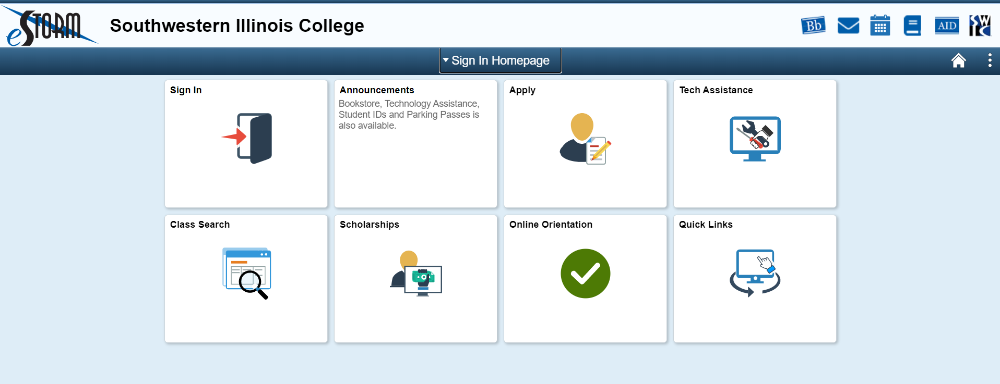 eSTORM
Southwestern Illinois College
Bb
AID
SWIC
Sign In Homepage
Sign In
Announcements
Apply
Tech Assistance
Bookstore, Technology Assistance,
Student IDs and Parking Passes is
also available.
Class Search
Scholarships
Online Orientation
Quick Links